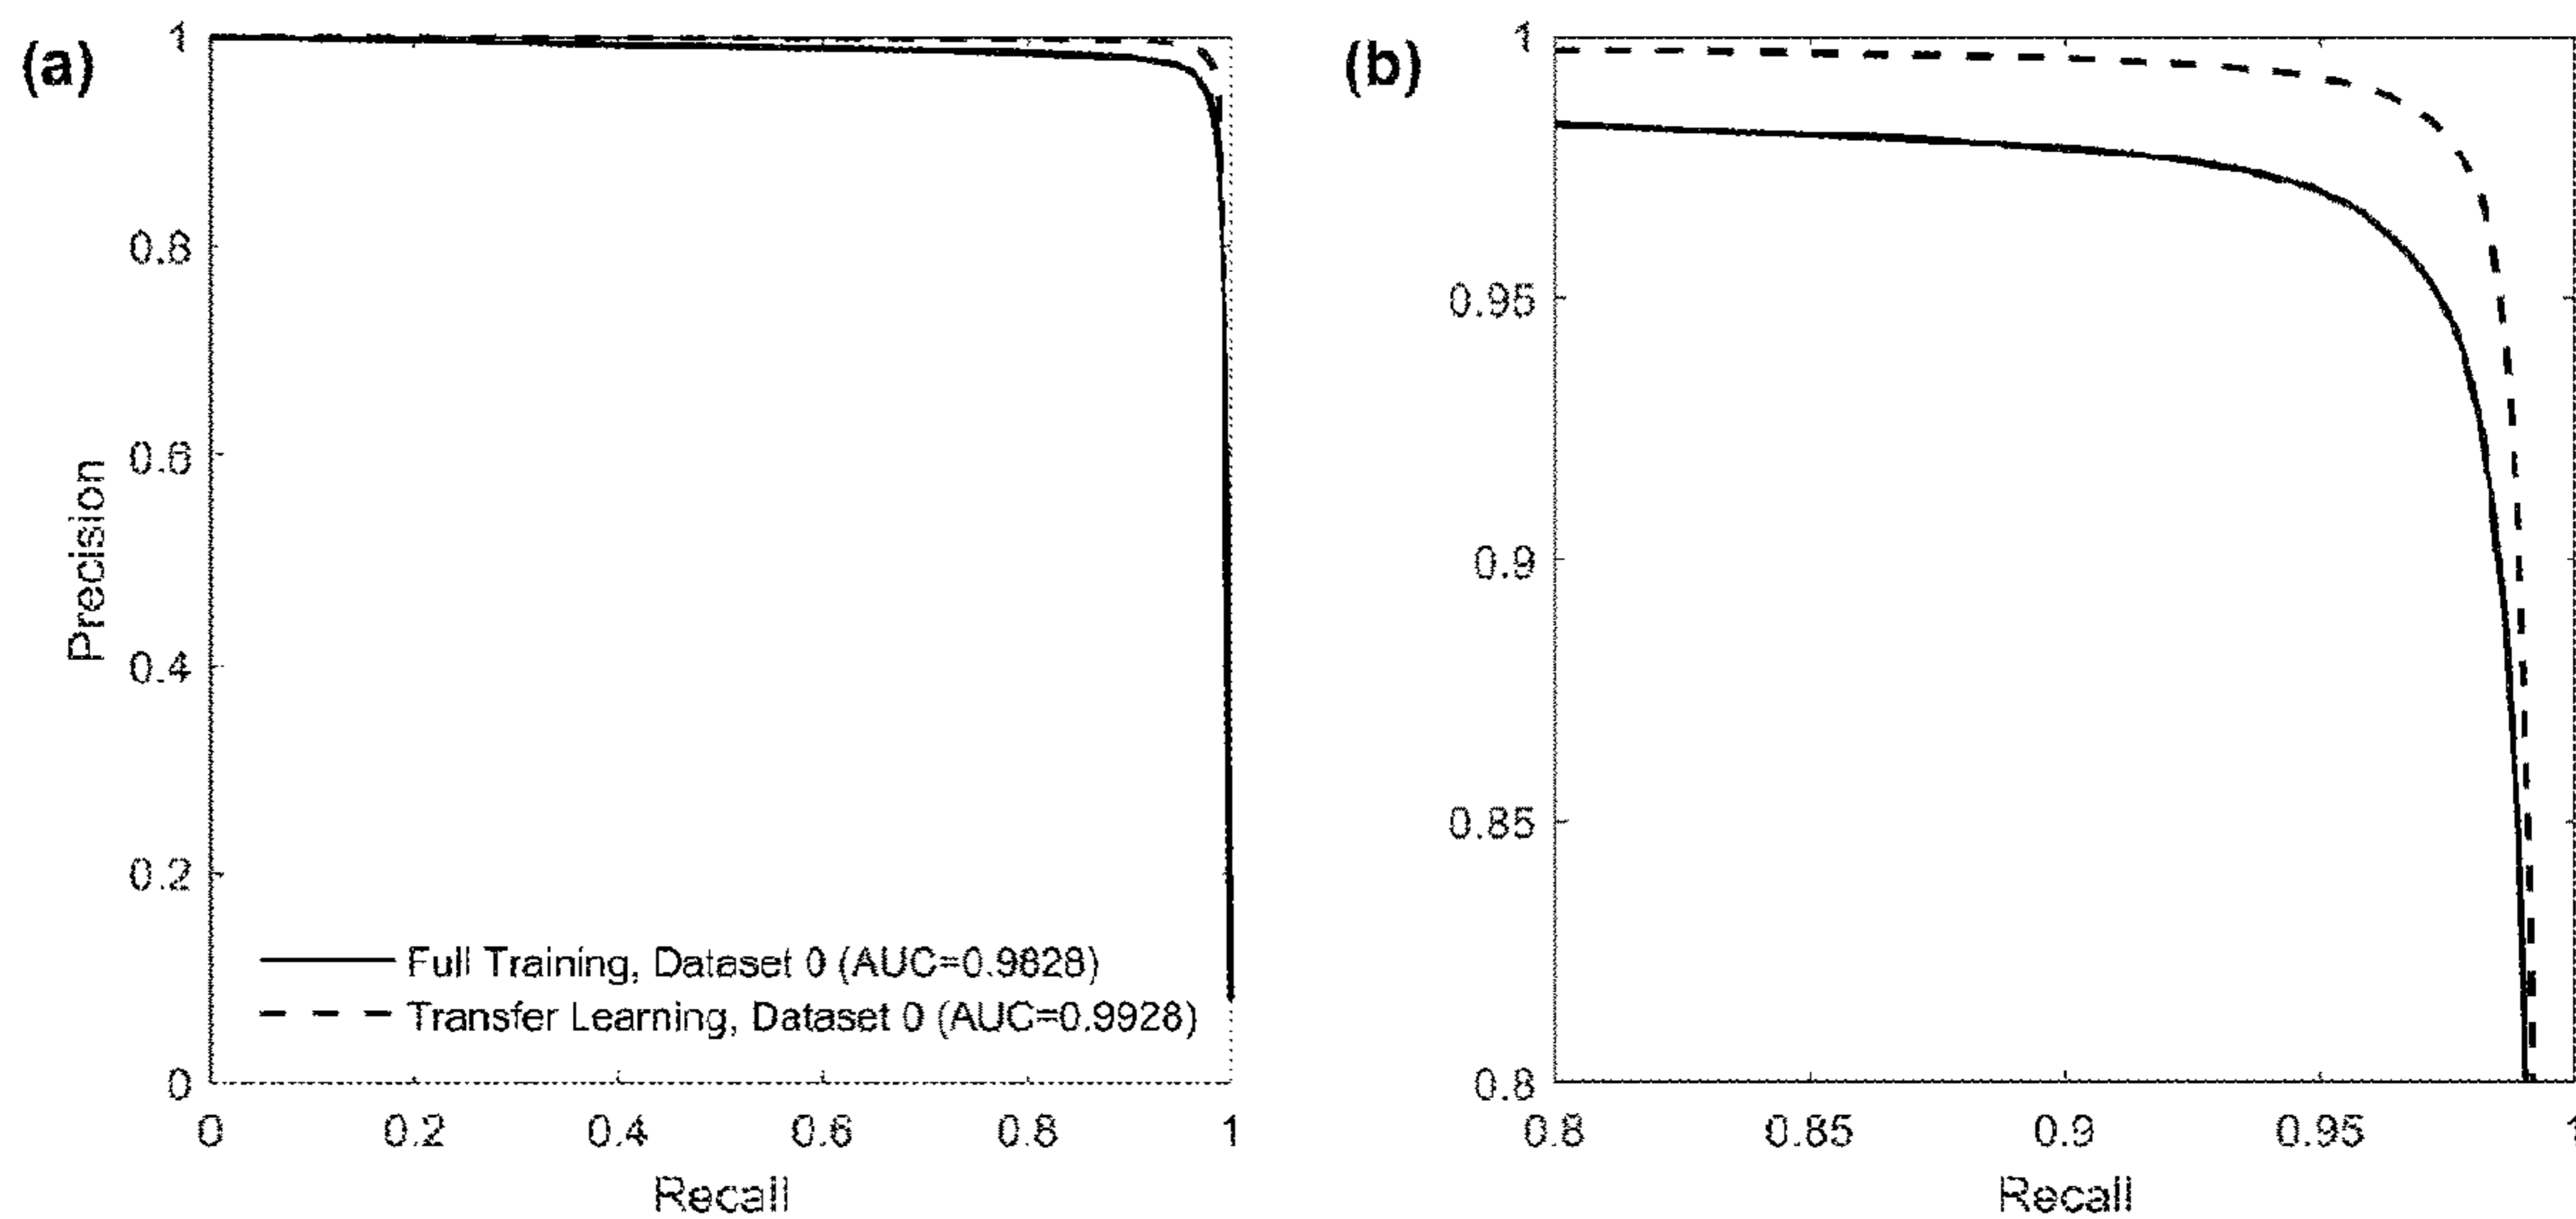 (a)
1
0.8
0.6
0.4
0.2
0
Precision
Full Training, Dataset 0 (AUC=0.9828)
Transfer Learning, Dataset 0 (AUC=0.9928)
0 0.2 0.4 0.6 0.8 1
Recall
(b)
1
0.95
0.9
0.85
0.8
0.8 0.85 0.9 0.95 1
Recall